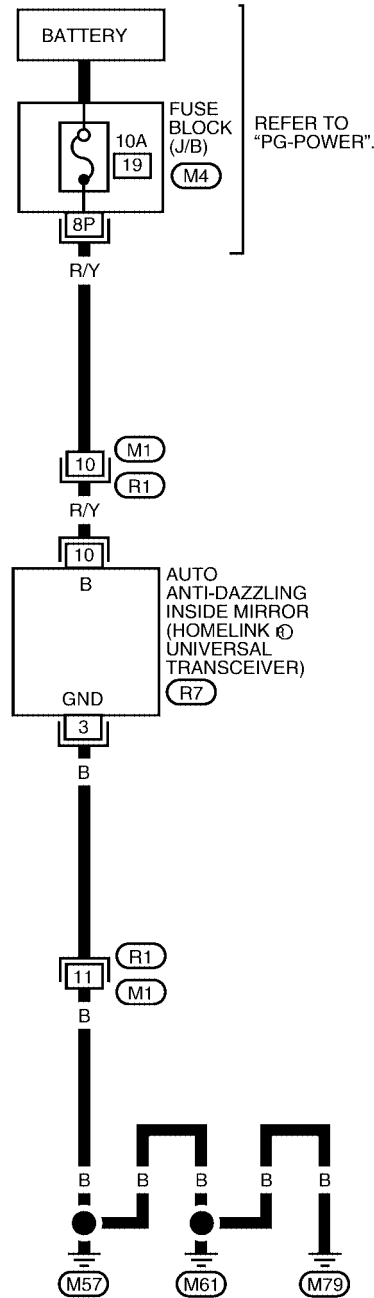 BATTERY
FUSE
BLOCK
(J/B)
REFER TO
“PG-POWER”.
10A
19
M4
8P
R/Y
10
M1
R1
R/Y
10
B
AUTO
ANTI-DAZZLING
INSIDE MIRROR
(HOMELINK
UNIVERSAL
TRANSCEIVER)
R7
GND
3
B
R1
11
M1
B
B B B B B
M57 M61 M79